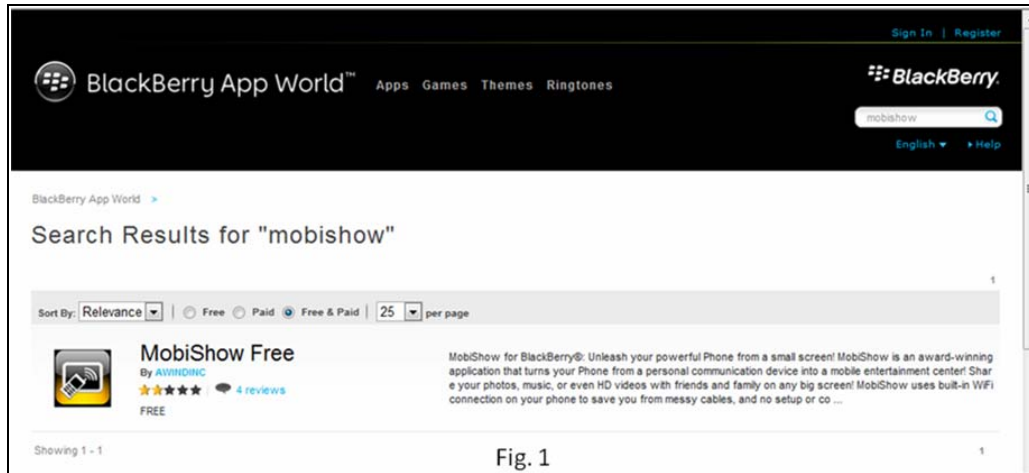 Sign In | Register
BlackBerry App World™ Apps Games Themes Ringtones
BlackBerry.
mobishow
English Help
BlackBerry App World >
Search Results for "mobishow"
1
Sort By: Relevance | Free Paid Free & Paid | 25 per page
MobiShow Free
By AWINDINC
4 reviews
FREE
MobiShow for BlackBerry®: Unleash your powerful Phone from a small screen! MobiShow is an award-winning
application that turns your Phone from a personal communication device into a mobile entertainment center! Shar
e your photos, music, or even HD videos with friends and family on any big screen! MobiShow uses built-in WiFi
connection on your phone to save you from messy cables, and no setup or co ...
Showing 1 - 1
1
Fig. 1